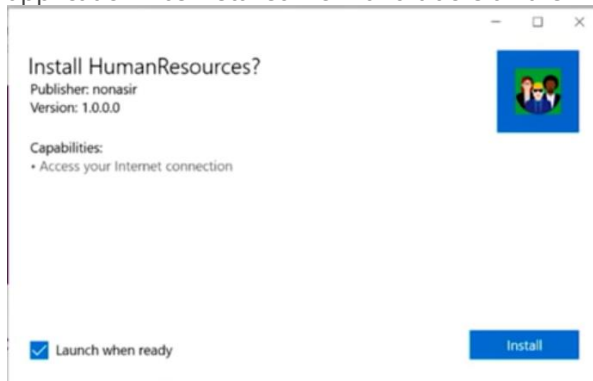 Install HumanResources?
Publisher: nonasir
Version: 1.0.0.0
Capabilities:
• Access your Internet connection
Launch when ready
Install